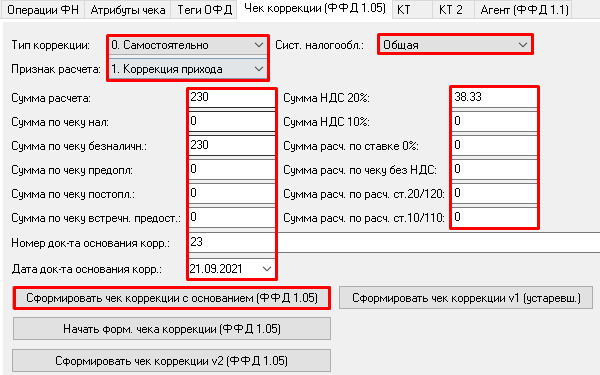 Операции ФН Атрибуты чека Теги ОФД Чек коррекции (ФФД 1.05) КТ КТ 2 Агент (ФФД 1.1)
Тип коррекции: 0. Самостоятельно Сист. налогообл.: Общая
Признак расчета: 1. Коррекция прихода
Сумма расчета: 230 Сумма НДС 20%: 38.33
Сумма по чеку нал: 0 Сумма НДС 10%: 0
Сумма по чеку безналичн.: 230 Сумма расч. по ставке 0%: 0
Сумма по чеку предопл: 0 Сумма расч. по чеку без НДС: 0
Сумма по чеку постопл.: 0 Сумма расч. по расч. ст.20/120: 0
Сумма по чеку встречн. предост.: 0 Сумма расч. по расч. ст.10/110: 0
Номер док-та основания корр.: 23
Дата док-та основания корр.: 21.09.2021
Сформировать чек коррекции с основанием (ФФД 1.05) Сформировать чек коррекции v1 (устаревш.)
Начать форм. чека коррекции (ФФД 1.05)
Сформировать чек коррекции v2 (ФФД 1.05)